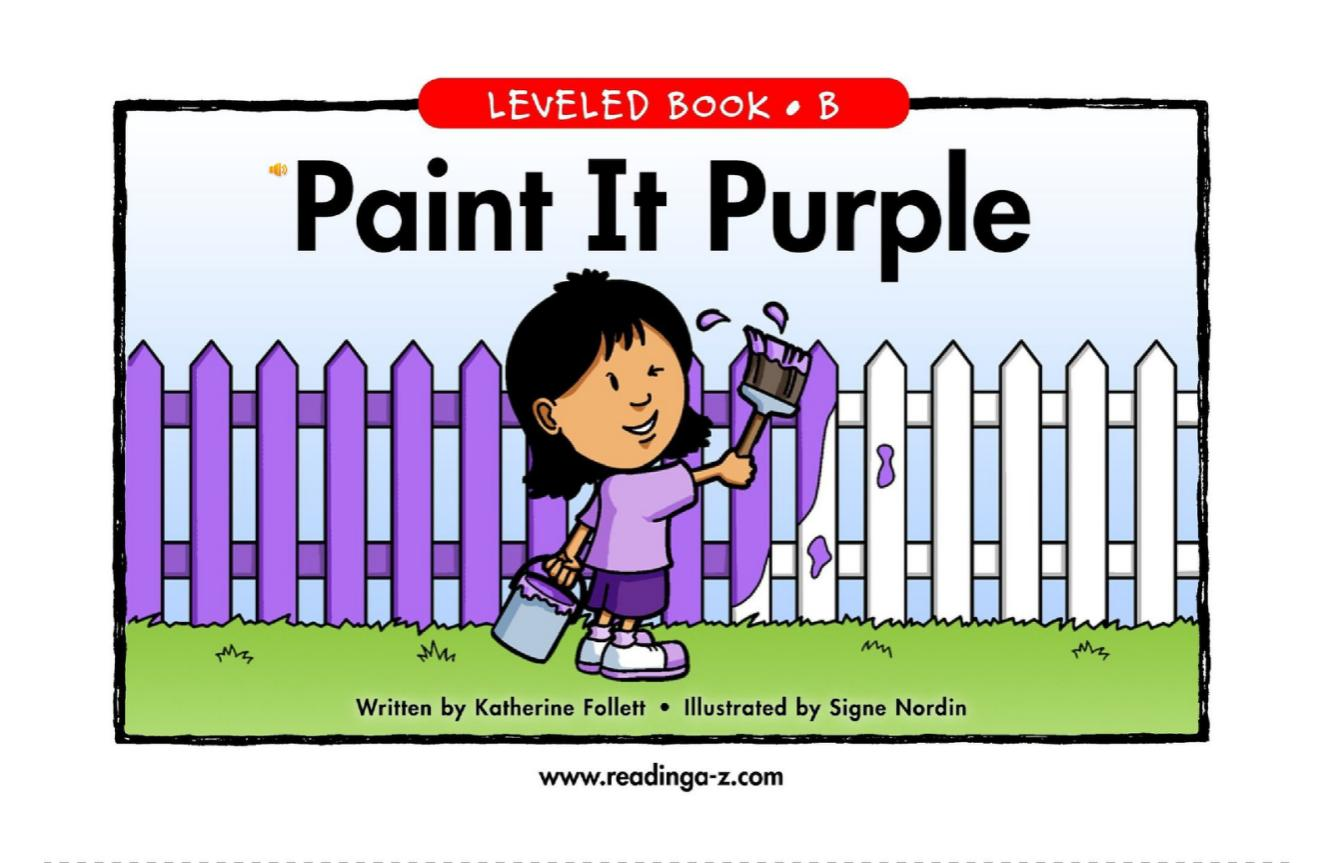 LEVELED BOOK • B
Paint It Purple
Written by Katherine Follett • Illustrated by Signe Nordin
www.readinga-z.com